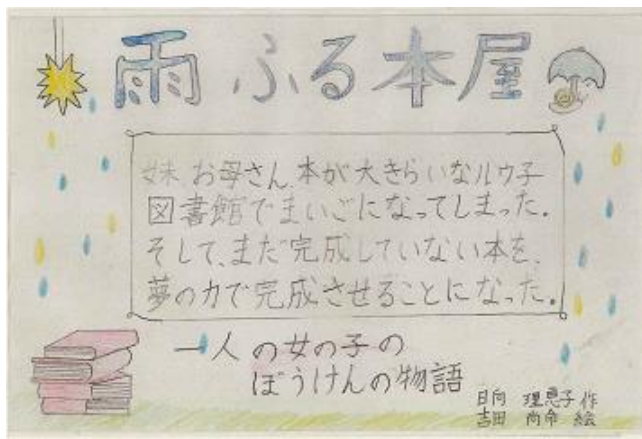 雨ふる本屋
妹、お母さん、本が大きらいなルウ子
図書館でまいごになってしまった。
そして、まだ完成していない本を、
夢の力で完成させることになった。
一人の女の子の
ぼうけんの物語
日向 理恵子 作
吉田 尚令 絵